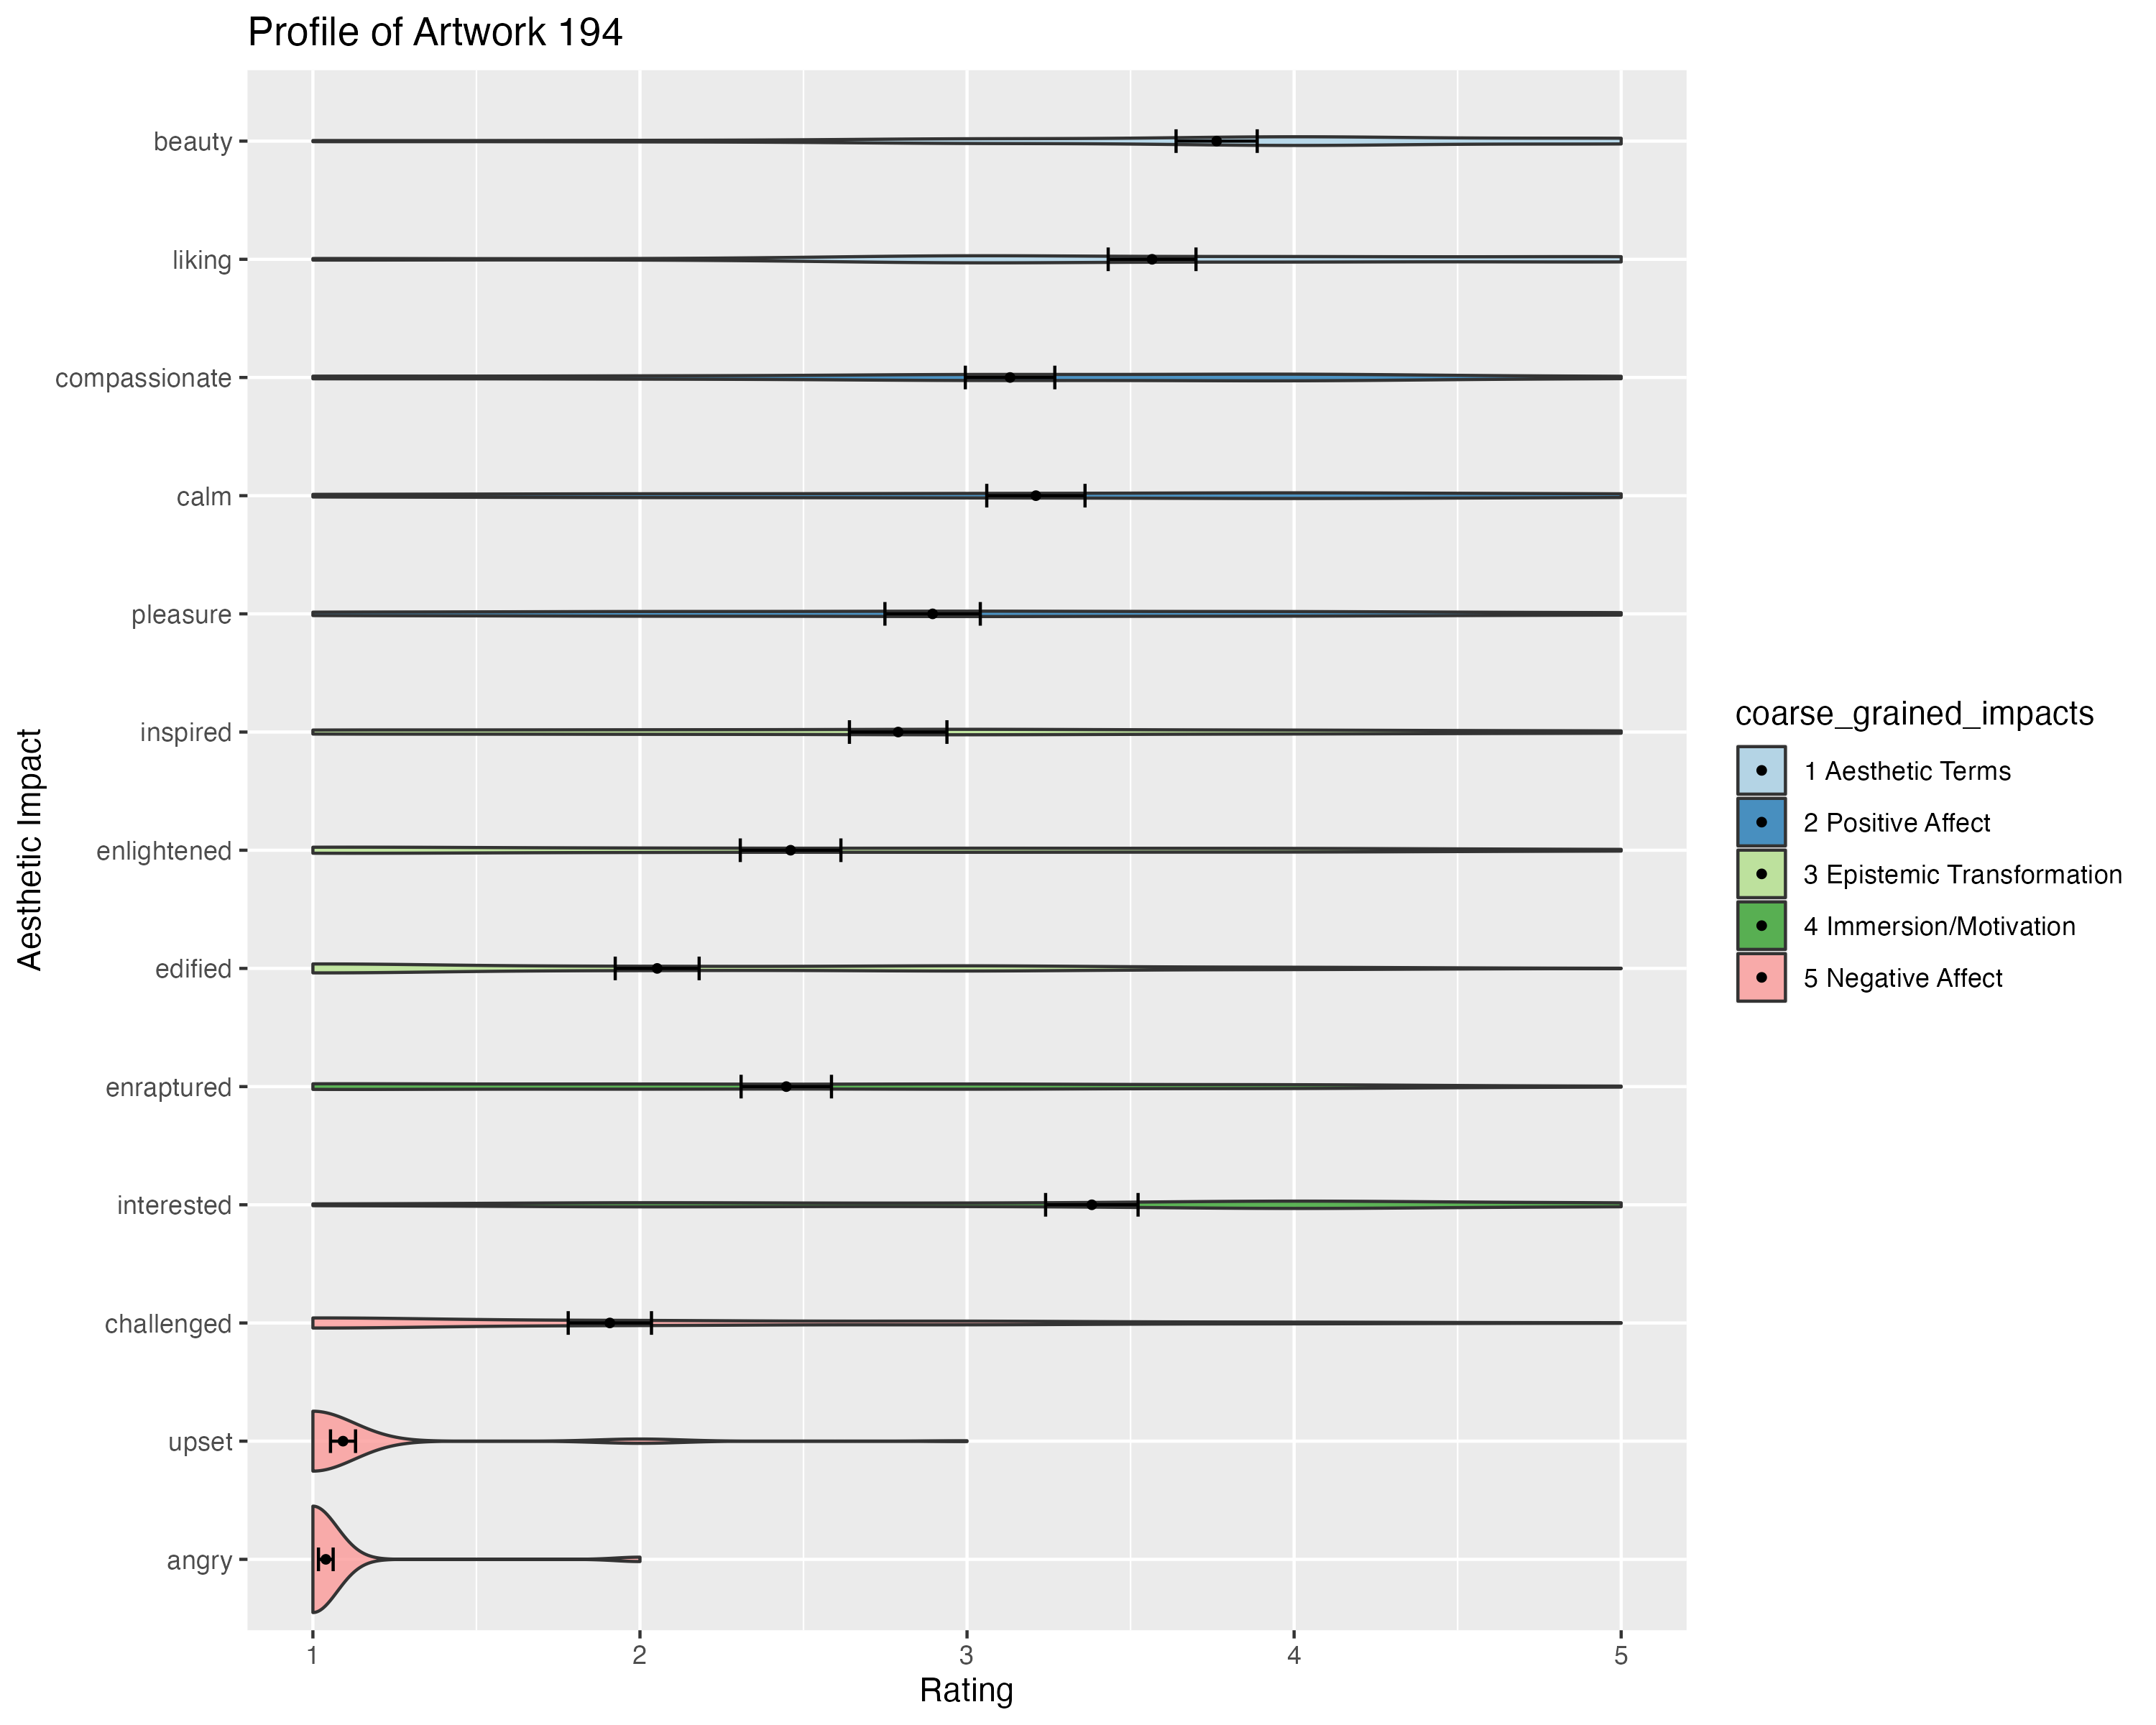 Profile of Artwork 194
beauty
liking
compassionate
calm
pleasure
inspired
enlightened
edified
enraptured
interested
challenged
upset
angry
Aesthetic Impact
1 2 3 4 5
Rating
coarse_grained_impacts
1 Aesthetic Terms
2 Positive Affect
3 Epistemic Transformation
4 Immersion/Motivation
5 Negative Affect